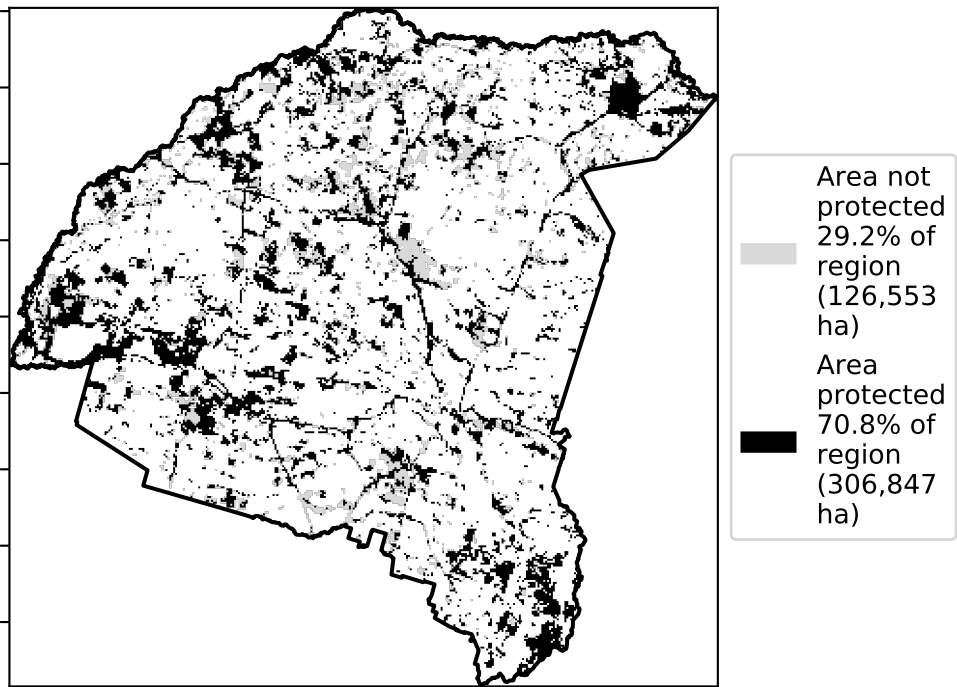 Area not
protected
29.2% of
region
(126,553
ha)
Area
protected
70.8% of
region
(306,847
ha)